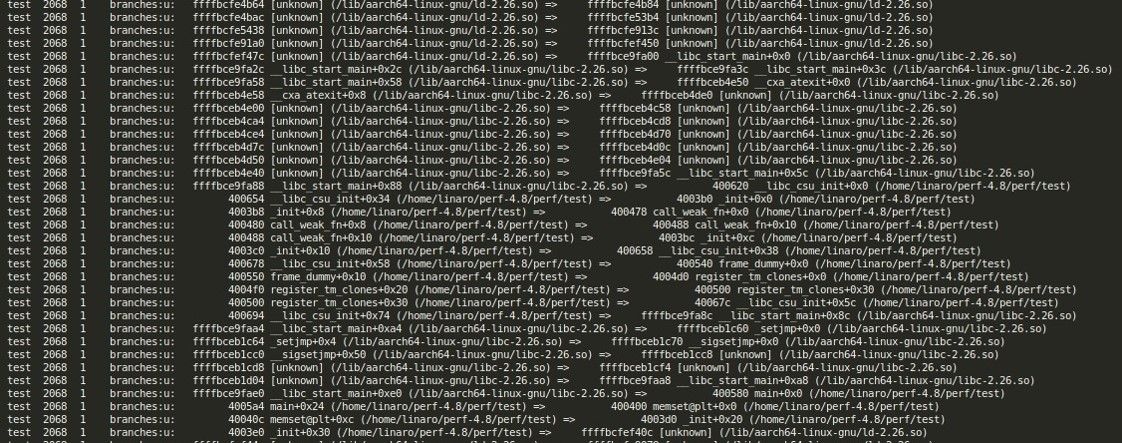 test 2068 1 branches:u: ffffbcfe4b64 [unknown] (/lib/aarch64-linux-gnu/ld-2.26.so) => ffffbcfe4b84 [unknown] (/lib/aarch64-linux-gnu/ld-2.26.so)
test 2068 1 branches:u: ffffbcfe4bac [unknown] (/lib/aarch64-linux-gnu/ld-2.26.so) => ffffbcfe53b4 [unknown] (/lib/aarch64-linux-gnu/ld-2.26.so)
test 2068 1 branches:u: ffffbcfe5438 [unknown] (/lib/aarch64-linux-gnu/ld-2.26.so) => ffffbcfe913c [unknown] (/lib/aarch64-linux-gnu/ld-2.26.so)
test 2068 1 branches:u: ffffbcfe91a0 [unknown] (/lib/aarch64-linux-gnu/ld-2.26.so) => ffffbcfef450 [unknown] (/lib/aarch64-linux-gnu/ld-2.26.so)
test 2068 1 branches:u: ffffbcfef47c [unknown] (/lib/aarch64-linux-gnu/ld-2.26.so) => ffffbce9fa00 __libc_start_main+0x0 (/lib/aarch64-linux-gnu/libc-2.26.so)
test 2068 1 branches:u: ffffbce9fa2c __libc_start_main+0x2c (/lib/aarch64-linux-gnu/libc-2.26.so) => ffffbce9fa3c __libc_start_main+0x3c (/lib/aarch64-linux-gnu/libc-2.26.so)
test 2068 1 branches:u: ffffbce9fa58 __libc_start_main+0x58 (/lib/aarch64-linux-gnu/libc-2.26.so) => ffffbceb4e50 __cxa_atexit+0x0 (/lib/aarch64-linux-gnu/libc-2.26.so)
test 2068 1 branches:u: ffffbceb4e58 __cxa_atexit+0x8 (/lib/aarch64-linux-gnu/libc-2.26.so) => ffffbceb4de0 [unknown] (/lib/aarch64-linux-gnu/libc-2.26.so)
test 2068 1 branches:u: ffffbceb4e00 [unknown] (/lib/aarch64-linux-gnu/libc-2.26.so) => ffffbceb4c58 [unknown] (/lib/aarch64-linux-gnu/libc-2.26.so)
test 2068 1 branches:u: ffffbceb4ca4 [unknown] (/lib/aarch64-linux-gnu/libc-2.26.so) => ffffbceb4cd8 [unknown] (/lib/aarch64-linux-gnu/libc-2.26.so)
test 2068 1 branches:u: ffffbceb4ce4 [unknown] (/lib/aarch64-linux-gnu/libc-2.26.so) => ffffbceb4d70 [unknown] (/lib/aarch64-linux-gnu/libc-2.26.so)
test 2068 1 branches:u: ffffbceb4d7c [unknown] (/lib/aarch64-linux-gnu/libc-2.26.so) => ffffbceb4d0c [unknown] (/lib/aarch64-linux-gnu/libc-2.26.so)
test 2068 1 branches:u: ffffbceb4d50 [unknown] (/lib/aarch64-linux-gnu/libc-2.26.so) => ffffbceb4e04 [unknown] (/lib/aarch64-linux-gnu/libc-2.26.so)
test 2068 1 branches:u: ffffbceb4e40 [unknown] (/lib/aarch64-linux-gnu/libc-2.26.so) => ffffbce9fa5c __libc_start_main+0x5c (/lib/aarch64-linux-gnu/libc-2.26.so)
test 2068 1 branches:u: ffffbce9fa88 __libc_start_main+0x88 (/lib/aarch64-linux-gnu/libc-2.26.so) => 400620 __libc_csu_init+0x0 (/home/linaro/perf-4.8/perf/test)
test 2068 1 branches:u: 400654 __libc_csu_init+0x34 (/home/linaro/perf-4.8/perf/test) => 4003b0 _init+0x0 (/home/linaro/perf-4.8/perf/test)
test 2068 1 branches:u: 4003b8 _init+0x8 (/home/linaro/perf-4.8/perf/test) => 400478 call_weak_fn+0x0 (/home/linaro/perf-4.8/perf/test)
test 2068 1 branches:u: 400480 call_weak_fn+0x8 (/home/linaro/perf-4.8/perf/test) => 400488 call_weak_fn+0x10 (/home/linaro/perf-4.8/perf/test)
test 2068 1 branches:u: 400488 call_weak_fn+0x10 (/home/linaro/perf-4.8/perf/test) => 4003bc _init+0xc (/home/linaro/perf-4.8/perf/test)
test 2068 1 branches:u: 4003c0 _init+0x10 (/home/linaro/perf-4.8/perf/test) => 400658 __libc_csu_init+0x38 (/home/linaro/perf-4.8/perf/test)
test 2068 1 branches:u: 400678 __libc_csu_init+0x58 (/home/linaro/perf-4.8/perf/test) => 400540 frame_dummy+0x0 (/home/linaro/perf-4.8/perf/test)
test 2068 1 branches:u: 400550 frame_dummy+0x10 (/home/linaro/perf-4.8/perf/test) => 4004d0 register_tm_clones+0x0 (/home/linaro/perf-4.8/perf/test)
test 2068 1 branches:u: 4004f0 register_tm_clones+0x20 (/home/linaro/perf-4.8/perf/test) => 400500 register_tm_clones+0x30 (/home/linaro/perf-4.8/perf/test)
test 2068 1 branches:u: 400500 register_tm_clones+0x30 (/home/linaro/perf-4.8/perf/test) => 40067c __libc_csu_init+0x5c (/home/linaro/perf-4.8/perf/test)
test 2068 1 branches:u: 400694 __libc_csu_init+0x74 (/home/linaro/perf-4.8/perf/test) => ffffbce9fa8c __libc_start_main+0x8c (/lib/aarch64-linux-gnu/libc-2.26.so)
test 2068 1 branches:u: ffffbce9faa4 __libc_start_main+0xa4 (/lib/aarch64-linux-gnu/libc-2.26.so) => ffffbceb1c60 _setjmp+0x0 (/lib/aarch64-linux-gnu/libc-2.26.so)
test 2068 1 branches:u: ffffbceb1c64 _setjmp+0x4 (/lib/aarch64-linux-gnu/libc-2.26.so) => ffffbceb1c70 __sigsetjmp+0x0 (/lib/aarch64-linux-gnu/libc-2.26.so)
test 2068 1 branches:u: ffffbceb1cc0 __sigsetjmp+0x50 (/lib/aarch64-linux-gnu/libc-2.26.so) => ffffbceb1cc8 [unknown] (/lib/aarch64-linux-gnu/libc-2.26.so)
test 2068 1 branches:u: ffffbceb1cd8 [unknown] (/lib/aarch64-linux-gnu/libc-2.26.so) => ffffbceb1cf4 [unknown] (/lib/aarch64-linux-gnu/libc-2.26.so)
test 2068 1 branches:u: ffffbceb1d04 [unknown] (/lib/aarch64-linux-gnu/libc-2.26.so) => ffffbce9faa8 __libc_start_main+0xa8 (/lib/aarch64-linux-gnu/libc-2.26.so)
test 2068 1 branches:u: ffffbce9fae0 __libc_start_main+0xe0 (/lib/aarch64-linux-gnu/libc-2.26.so) => 400580 main+0x0 (/home/linaro/perf-4.8/perf/test)
test 2068 1 branches:u: 4005a4 main+0x24 (/home/linaro/perf-4.8/perf/test) => 400400 memset@plt+0x0 (/home/linaro/perf-4.8/perf/test)
test 2068 1 branches:u: 40040c memset@plt+0xc (/home/linaro/perf-4.8/perf/test) => 4003d0 _init+0x20 (/home/linaro/perf-4.8/perf/test)
test 2068 1 branches:u: 4003e0 _init+0x30 (/home/linaro/perf-4.8/perf/test) => ffffbcfef40c [unknown] (/lib/aarch64-linux-gnu/ld-2.26.so)